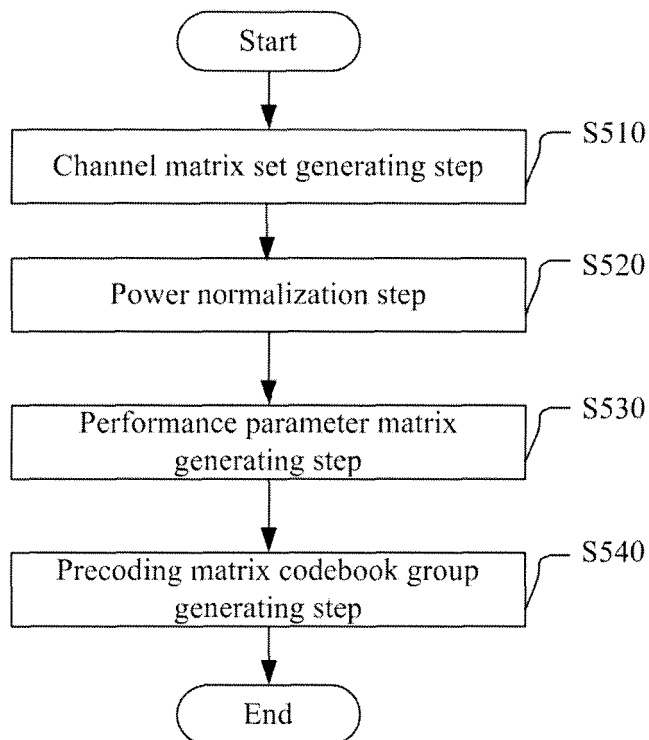 Start
S510
Channel matrix set generating step
S520
Power normalization step
S530
Performance parameter matrix
generating step
S540
Precoding matrix codebook group
generating step
End